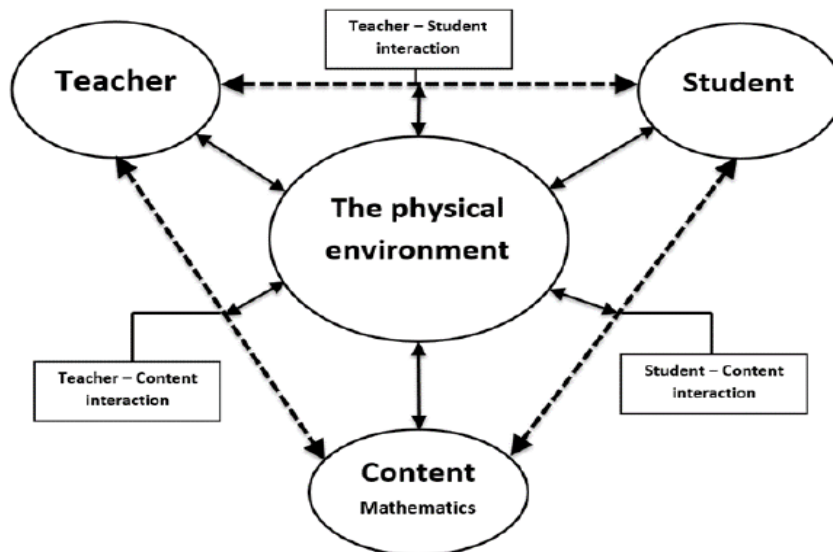 Teacher – Student
interaction
Teacher
Student
The physical
environment
Teacher – Content
interaction
Student – Content
interaction
Content
Mathematics